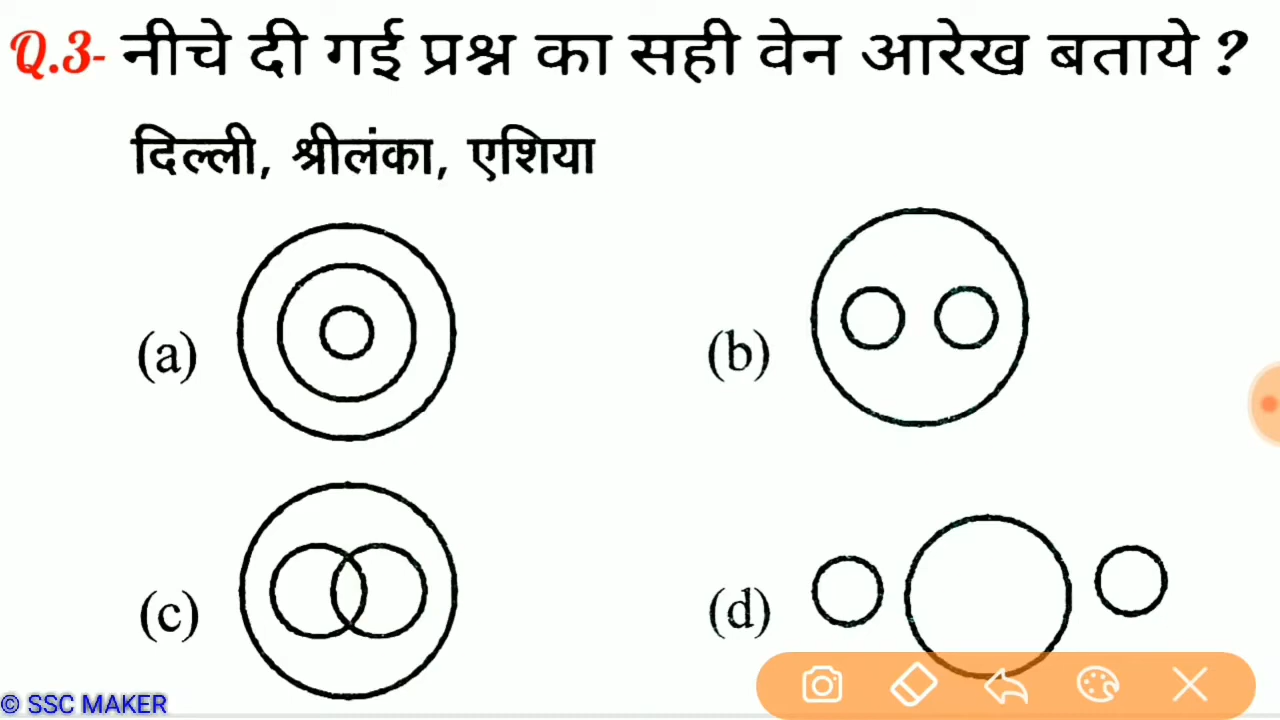 Q.3- नीचे दी गई प्रश्न का सही वेन आरेख बताये ?
दिल्ली, श्रीलंका, एशिया
(a)
(b)
(c)
(d)
© SSC MAKER